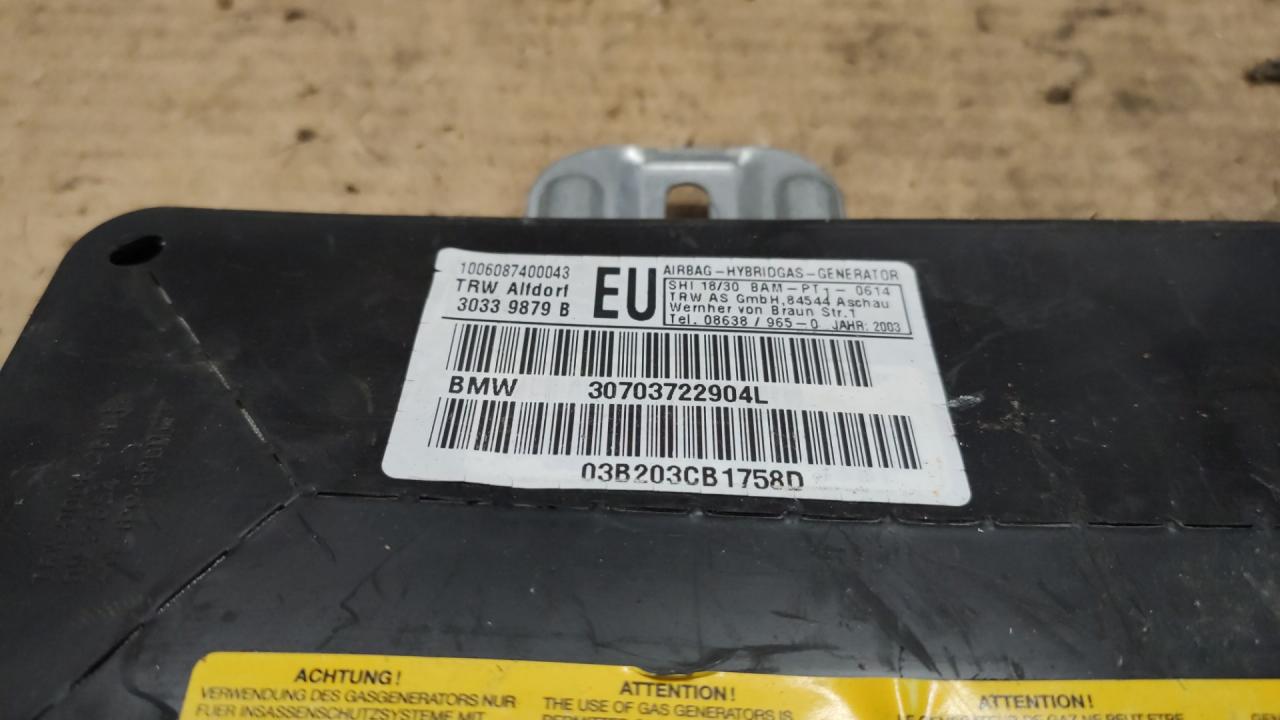 1006087400043
TRW Altdorf
3033 9879 B
EU
AIRBAG-HYBRIDGAS-GENERATOR
SHI 18/30 BAM-PT1-0614
TRW AS GmbH, 84544 Aschau
Wernher von Braun Str.1
Tel. 08638 / 965-0 JAHR: 2003
BMW 30703722904L
03B203CB1758D
ACHTUNG!
VERWENDUNG DES GASGENERATORS NUR
FUER INSASSENSCHUTZSYSTEME MIT
ATTENTION!
THE USE OF GAS GENERATORS IS
ATTENTION!